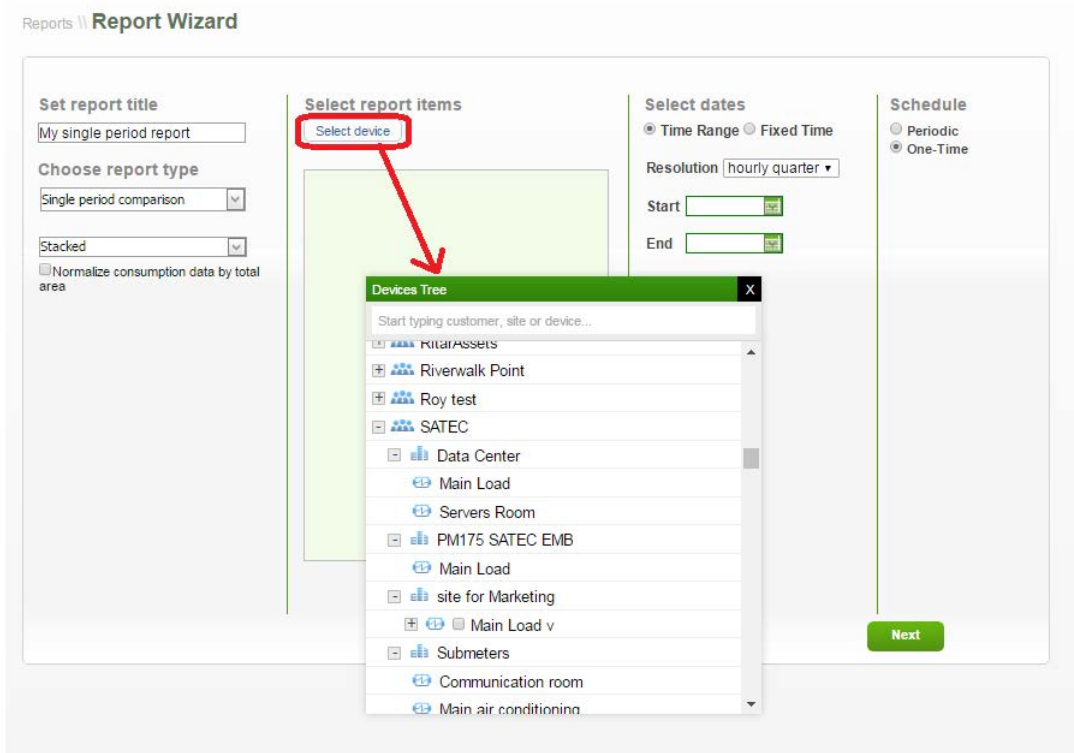 Reports \\ Report Wizard
Set report title
My single period report
Choose report type
Single period comparison
Stacked
Normalize consumption data by total
area
Select report items
Select device
Select dates
Time Range Fixed Time
Resolution hourly quarter
Start
End
Schedule
Periodic
One-Time
Devices Tree X
Start typing customer, site or device...
RitarAssets
Riverwalk Point
Roy test
SATEC
Data Center
Main Load
Servers Room
PM175 SATEC EMB
Main Load
site for Marketing
Main Load v
Submeters
Communication room
Main air conditioning
Next